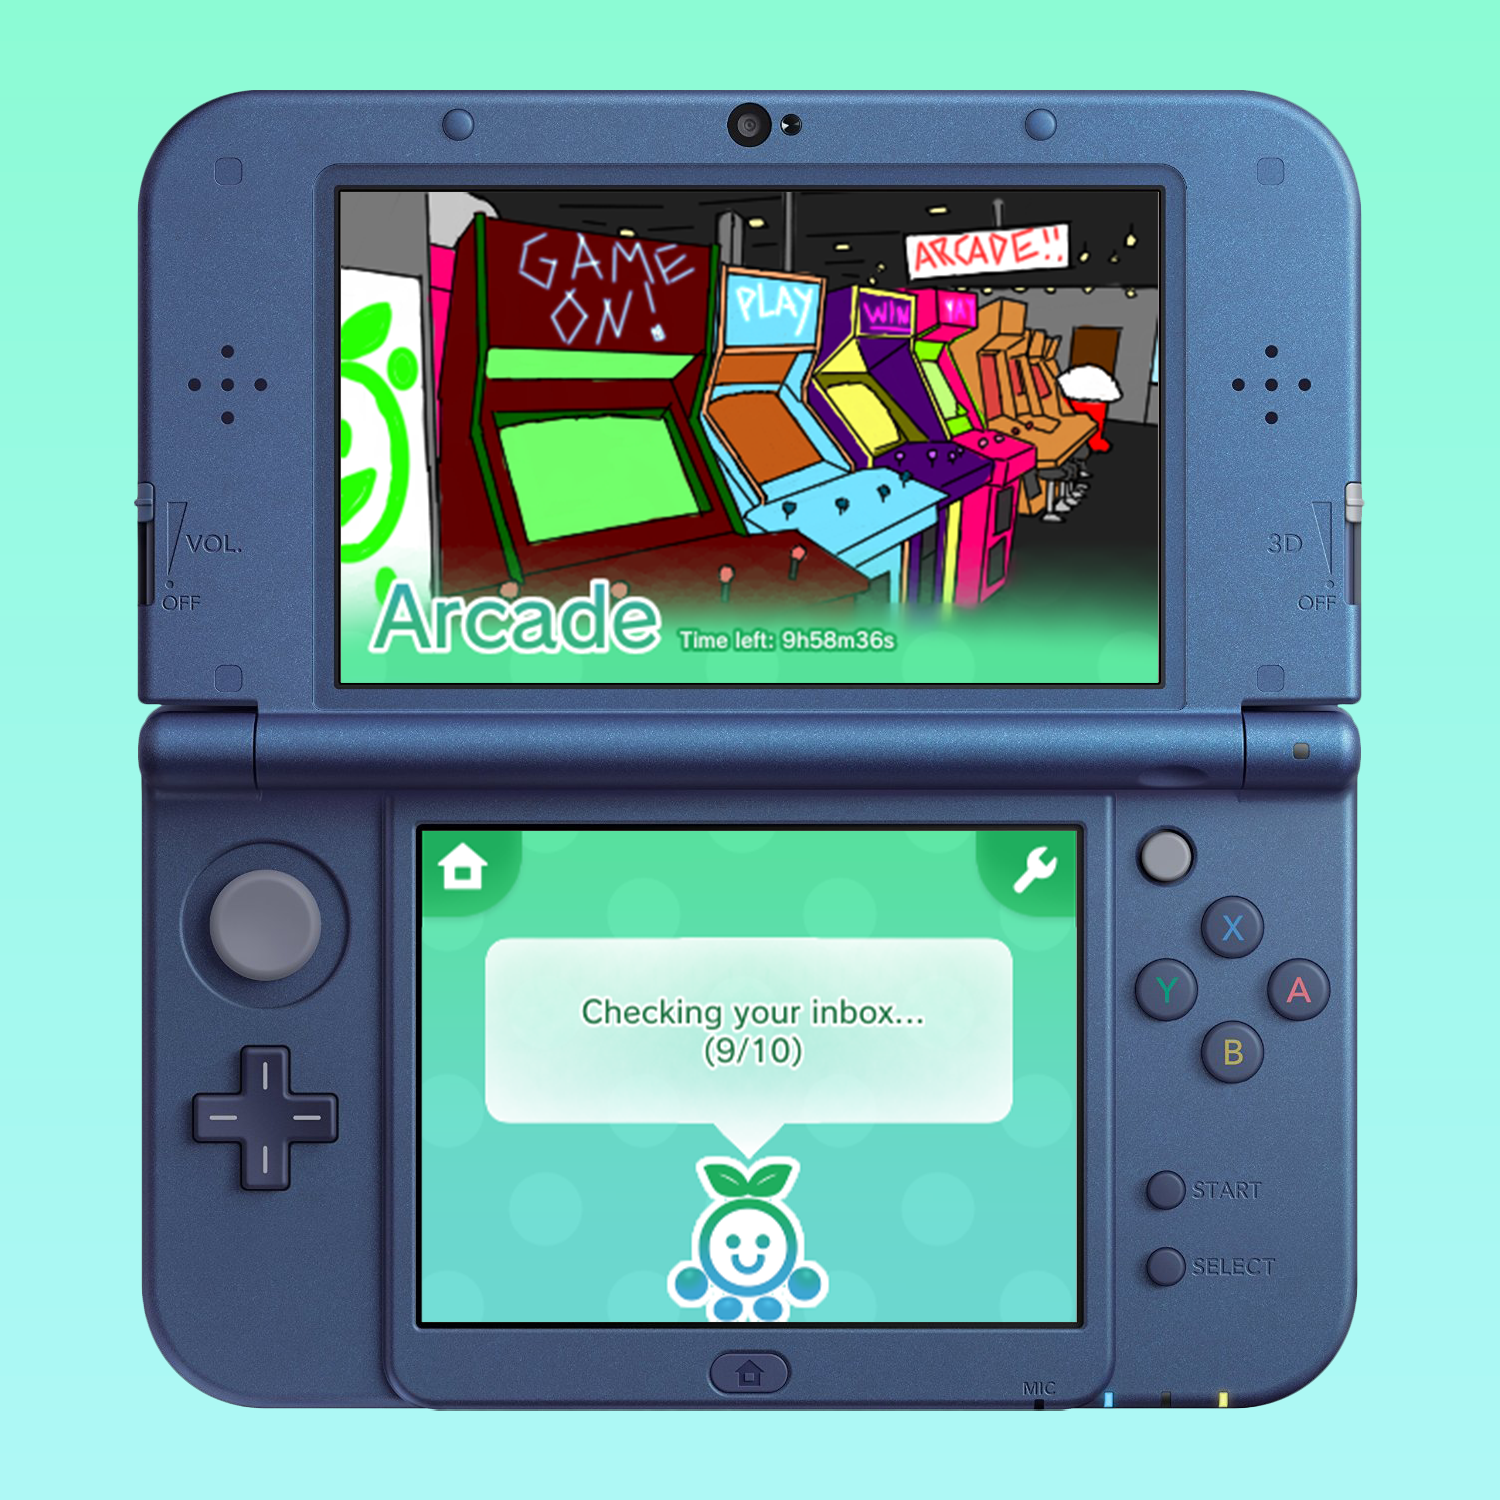 GAME
ON!
PLAY
WIN
YA!
ARCADE!!
Arcade
Time left: 9h58m36s
VOL.
OFF
3D
OFF
Checking your inbox...
(9/10)
X
Y
A
B
START
SELECT
MIC